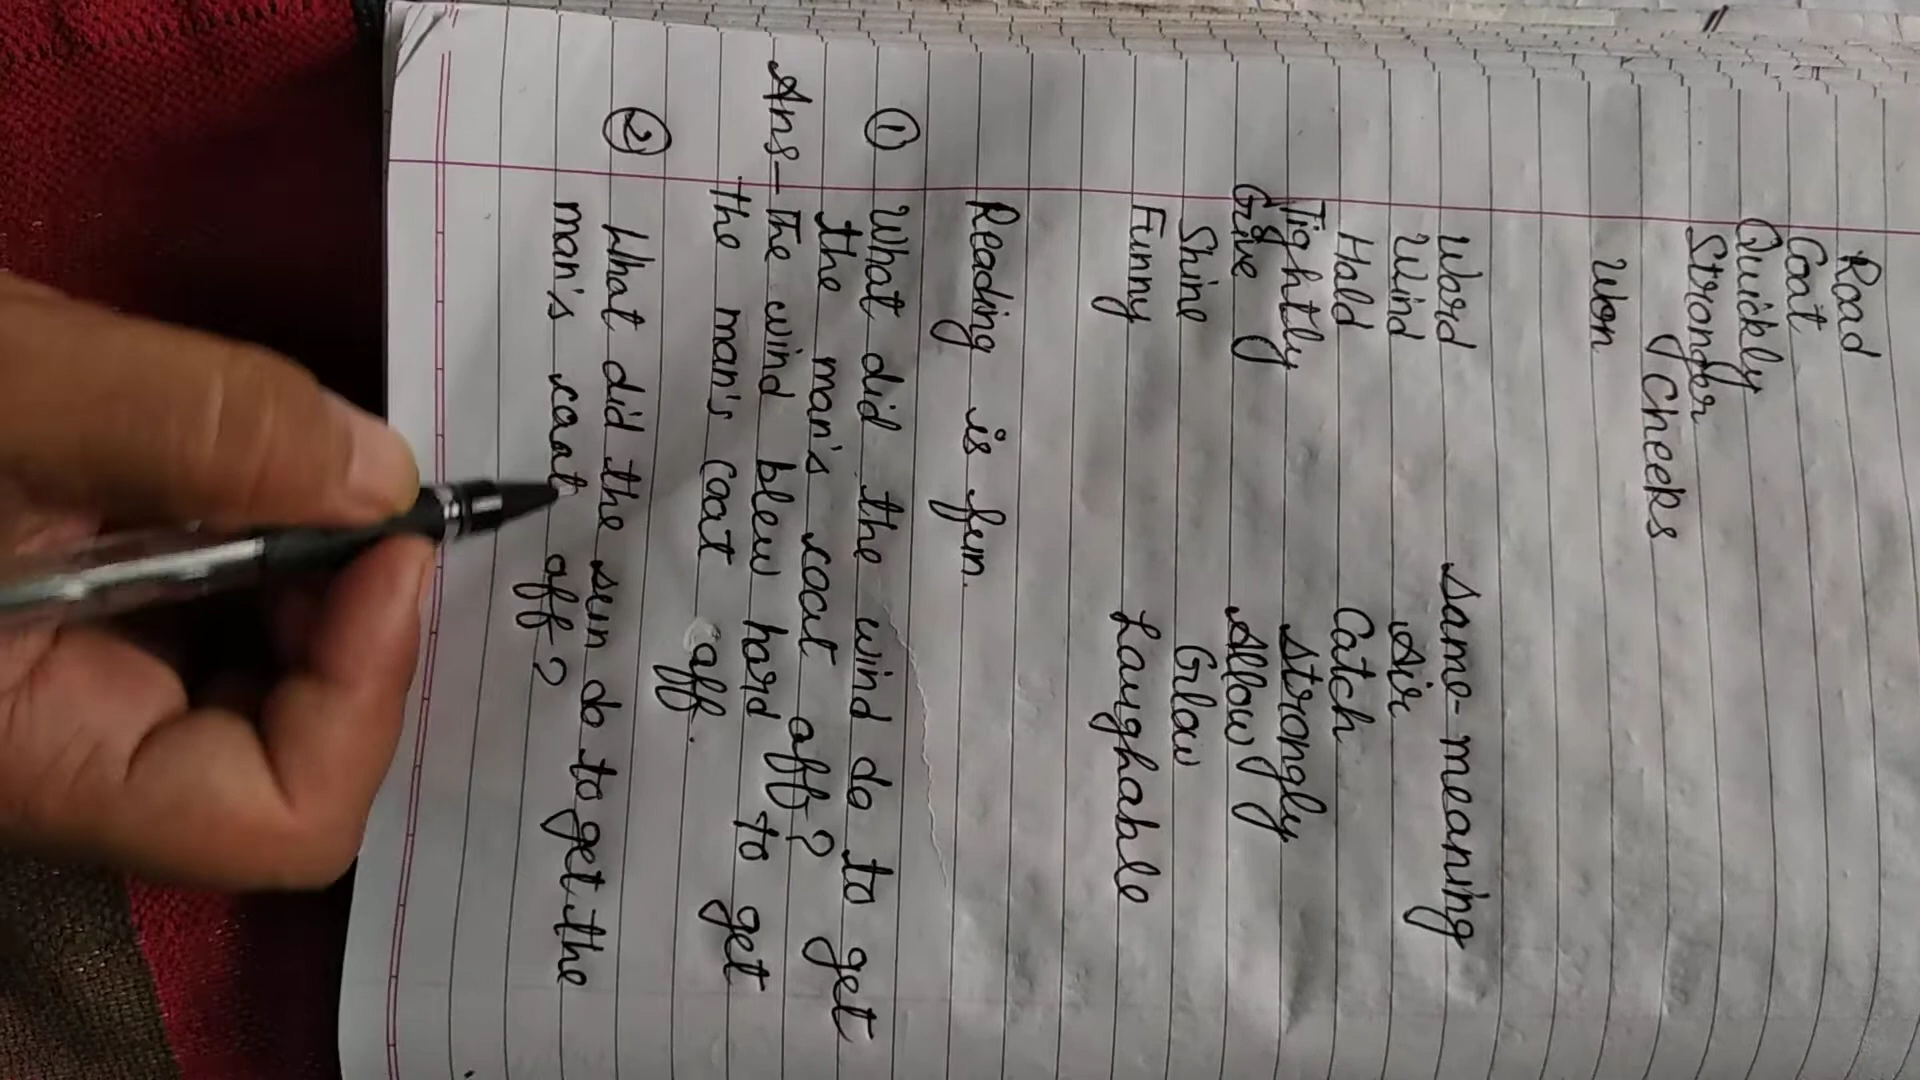 Road
Coat
Quickly
Stronger
Cheeks
Won
Word Same-meaning
Wind Air
Hold Catch
Tightly Strongly
Give Allow
Shine Glow
Funny Laughable
Reading is fun.
① What did the wind do to get
the man's coat off?
Ans- The wind blew hard to get
the man's coat off.
② What did the sun do to get the
man's coat off?